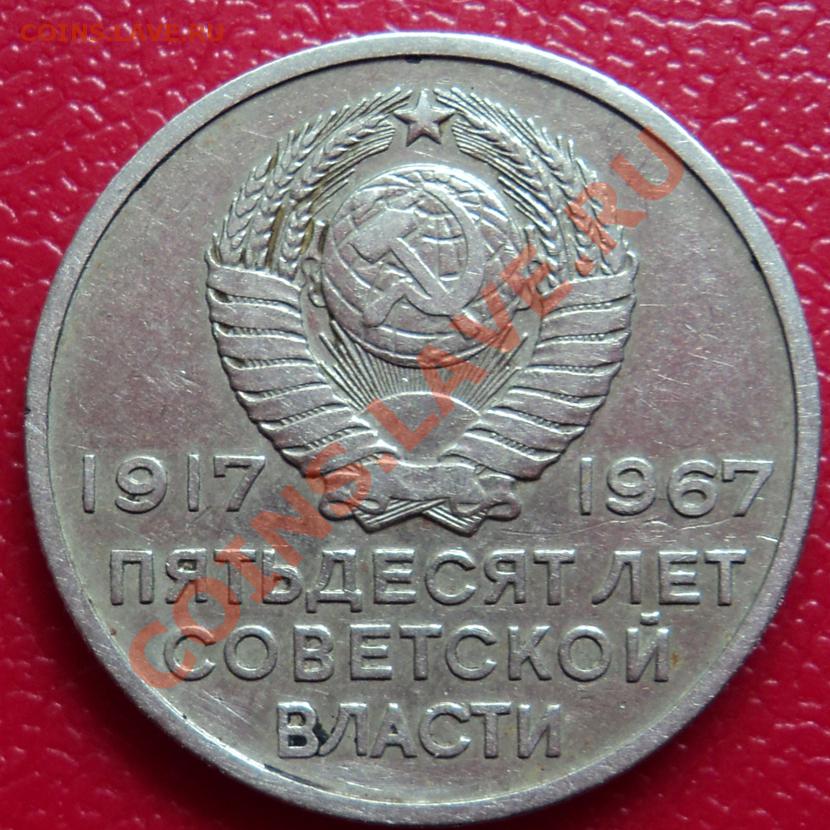 COINS.LAVE.RU
COINS.LAVE.RU
1917 1967
ПЯТЬДЕСЯТ ЛЕТ
СОВЕТСКОЙ
ВЛАСТИ